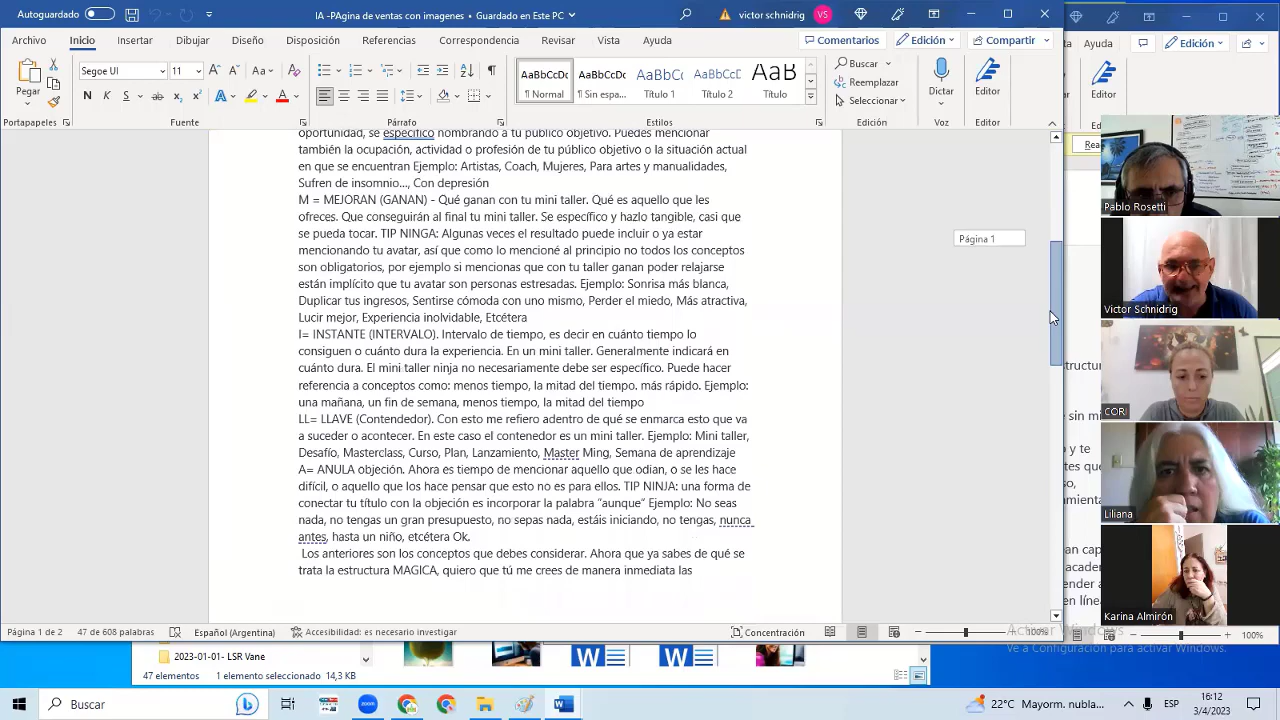 Autoguardado
IA -PÁgina de ventas con imagenes • Guardado en Este PC
victor schnidrig
VS
Archivo
Inicio
Insertar
Dibujar
Diseño
Disposición
Referencias
Correspondencia
Revisar
Vista
Ayuda
Comentarios
Edición
Compartir
Ayuda
Edición
Pegar
Segoe UI
11
N K S
AaBbCcDc
¶ Normal
AaBbCcDc
¶ Sin espa...
AaBbC(
Título 1
AaBbCcC
Título 2
AaB
Título
Buscar
Reemplazar
Seleccionar
Dictar
Editor
Editor
Portapapeles
Fuente
Párrafo
Estilos
Edición
Voz
Editor
oportunidad, se específico nombrando a tu público objetivo. Puedes mencionar
también la ocupación, actividad o profesión de tu público objetivo o la situación actual
en que se encuentran Ejemplo: Artistas, Coach, Mujeres, Para artes y manualidades,
Sufren de insomnio..., Con depresión
M = MEJORAN (GANAN) - Qué ganan con tu mini taller. Qué es aquello que les
ofreces. Que conseguirán al final tu mini taller. Se específico y hazlo tangible, casi que
se pueda tocar. TIP NINGA: Algunas veces el resultado puede incluir o ya estar
mencionando tu avatar, así que como lo mencioné al principio no todos los conceptos
son obligatorios, por ejemplo si mencionas que con tu taller ganan poder relajarse
están implícito que tu avatar son personas estresadas. Ejemplo: Sonrisa más blanca,
Duplicar tus ingresos, Sentirse cómoda con uno mismo, Perder el miedo, Más atractiva,
Lucir mejor, Experiencia inolvidable, Etcétera
I= INSTANTE (INTERVALO). Intervalo de tiempo, es decir en cuánto tiempo lo
consiguen o cuánto dura la experiencia. En un mini taller. Generalmente indicará en
cuánto dura. El mini taller ninja no necesariamente debe ser específico. Puede hacer
referencia a conceptos como: menos tiempo, la mitad del tiempo. más rápido. Ejemplo:
una mañana, un fin de semana, menos tiempo, la mitad del tiempo
LL= LLAVE (Contendedor). Con esto me refiero adentro de qué se enmarca esto que va
a suceder o acontecer. En este caso el contenedor es un mini taller. Ejemplo: Mini taller,
Desafío, Masterclass, Curso, Plan, Lanzamiento, Master Ming, Semana de aprendizaje
A= ANULA objeción. Ahora es tiempo de mencionar aquello que odian, o se les hace
difícil, o aquello que los hace pensar que esto no es para ellos. TIP NINJA: una forma de
conectar tu título con la objeción es incorporar la palabra "aunque" Ejemplo: No seas
nada, no tengas un gran presupuesto, no sepas nada, estáis iniciando, no tengas, nunca
antes, hasta un niño, etcétera Ok.
Los anteriores son los conceptos que debes considerar. Ahora que ya sabes de qué se
trata la estructura MAGICA, quiero que tú me crees de manera inmediata las
Página 1
Pablo Rosetti
Victor Schnidrig
CORI
Liliana
Karina Almirón
Página 1 de 2
47 de 608 palabras
Español (Argentina)
Accesibilidad: es necesario investigar
Concentración
100%
100%
Activar Windows
Ve a Configuración para activar Windows.
2023-01-01- LSR Vane
47 elementos
1 elemento seleccionado 14,3 KB
Buscar
zoom
22°C Mayorm. nubla...
ESP
16:12
3/4/2023